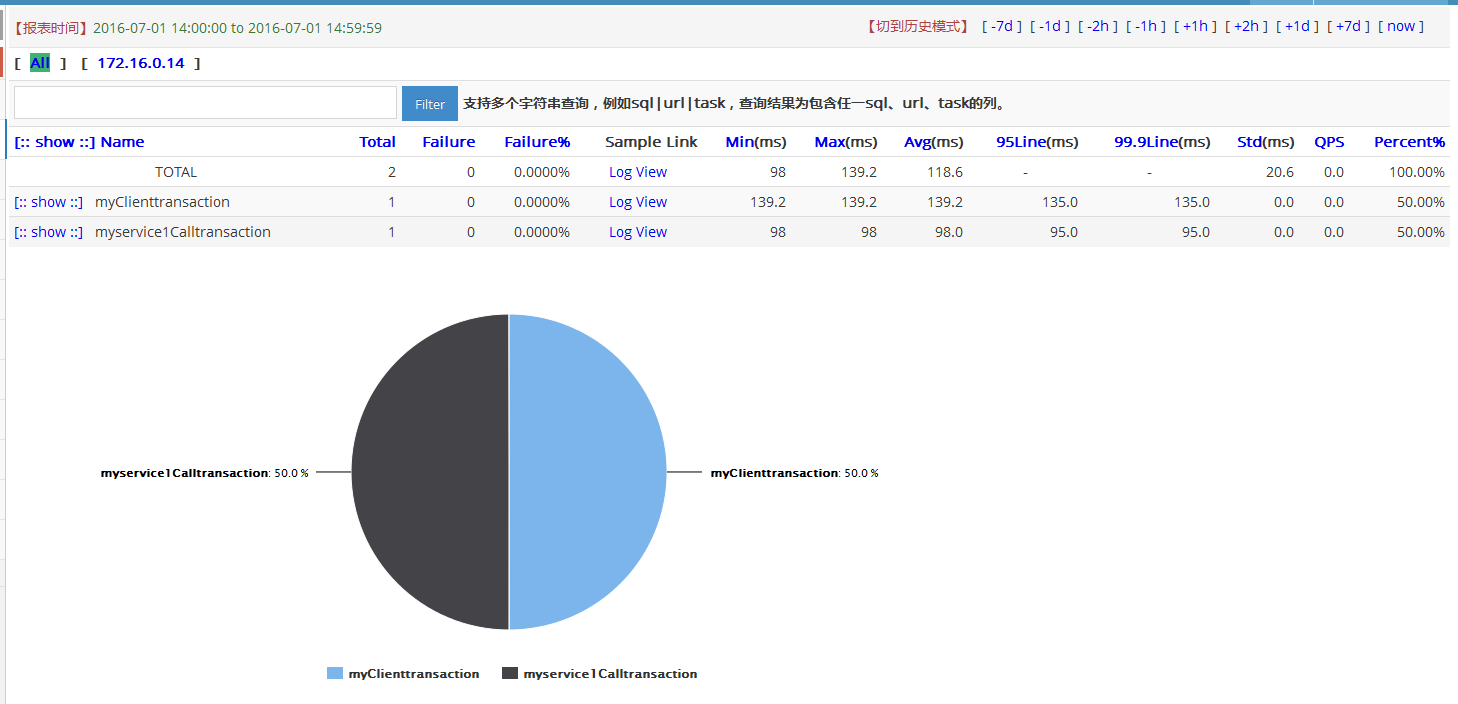 【报表时间】2016-07-01 14:00:00 to 2016-07-01 14:59:59 【切到历史模式】 [ -7d ] [ -1d ] [ -2h ] [ -1h ] [ +1h ] [ +2h ] [ +1d ] [ +7d ] [ now ]
[ All ] [ 172.16.0.14 ]
Filter 支持多个字符串查询，例如sql|url|task，查询结果为包含任一sql、url、task的列。
[:: show ::] Name Total Failure Failure% Sample Link Min(ms) Max(ms) Avg(ms) 95Line(ms) 99.9Line(ms) Std(ms) QPS Percent%
TOTAL 2 0 0.0000% Log View 98 139.2 118.6 - - 20.6 0.0 100.00%
[:: show ::] myClienttransaction 1 0 0.0000% Log View 139.2 139.2 139.2 135.0 135.0 0.0 0.0 50.00%
[:: show ::] myservice1Calltransaction 1 0 0.0000% Log View 98 98 98.0 95.0 95.0 0.0 0.0 50.00%
myservice1Calltransaction: 50.0 % myClienttransaction: 50.0 %
myClienttransaction myservice1Calltransaction